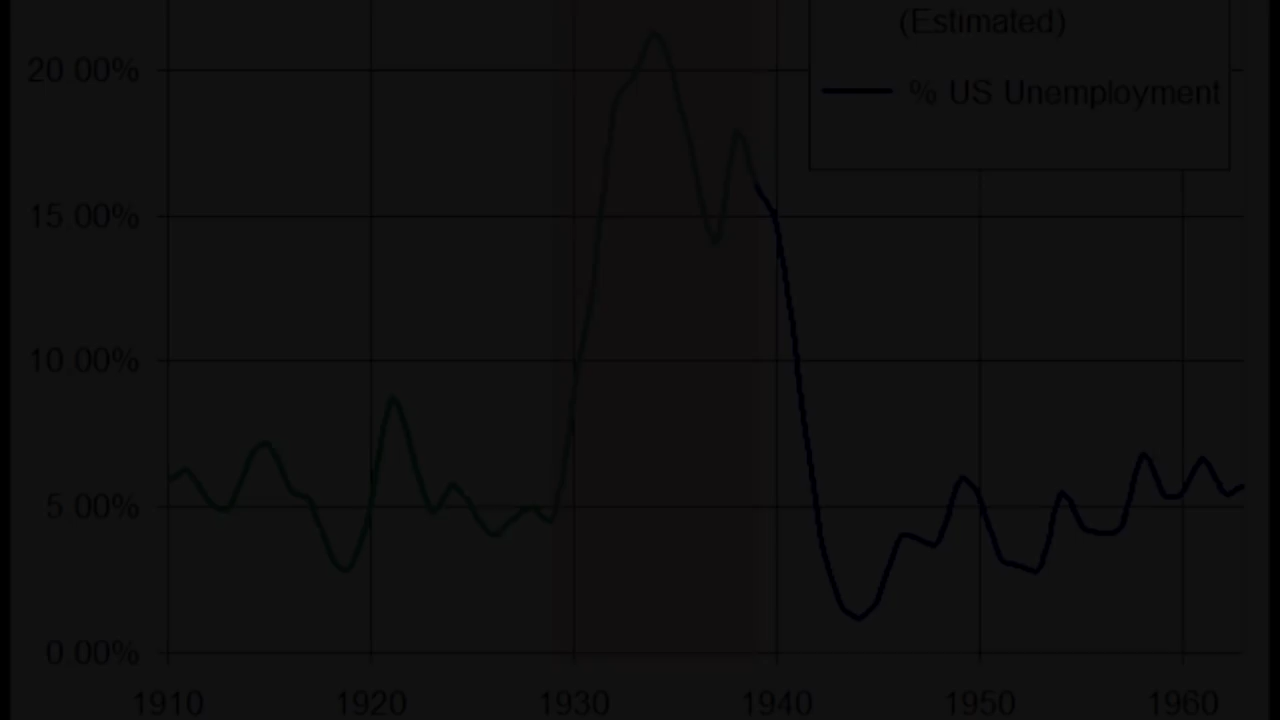 (Estimated)
20 00%
% US Unemployment
15 00%
10 00%
5 00%
0 00%
1910 1920 1930 1940 1950 1960